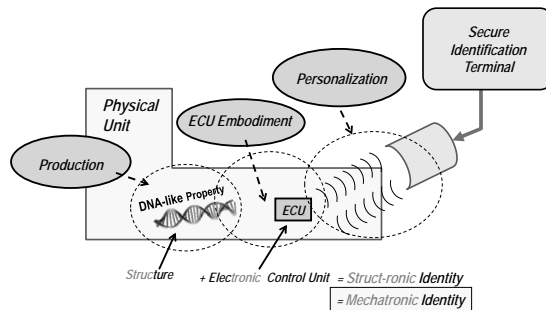 Secure
Identification
Terminal
Personalization
Physical
Unit
ECU Embodiment
Production
DNA-like Property
ECU
Structure
+ Electronic Control Unit = Struct-ronic Identity
= Mechatronic Identity